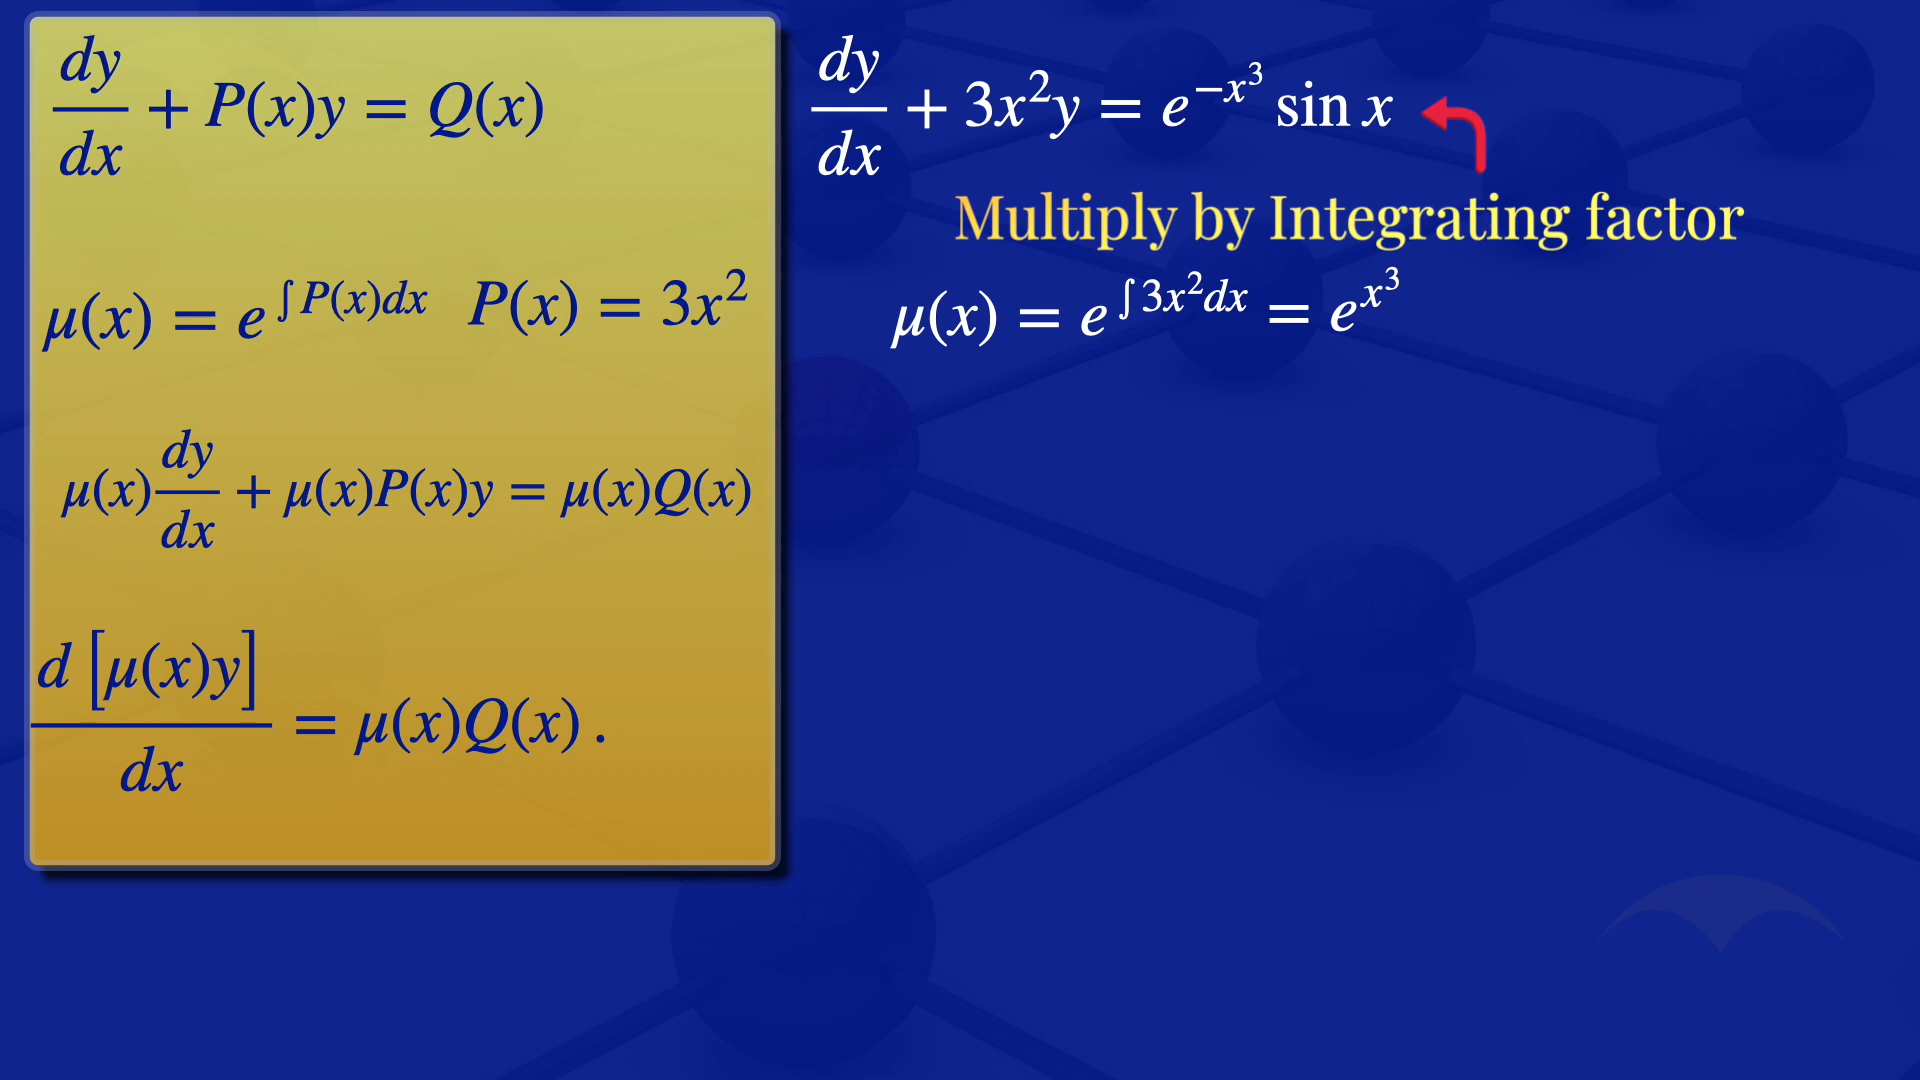 dy/dx + P(x)y = Q(x)
μ(x) = e^{∫P(x)dx} P(x) = 3x²
μ(x) dy/dx + μ(x)P(x)y = μ(x)Q(x)
d [μ(x)y]/dx = μ(x)Q(x) .
dy/dx + 3x²y = e^{−x³} sin x
Multiply by Integrating factor
μ(x) = e^{∫3x²dx} = e^{x³}